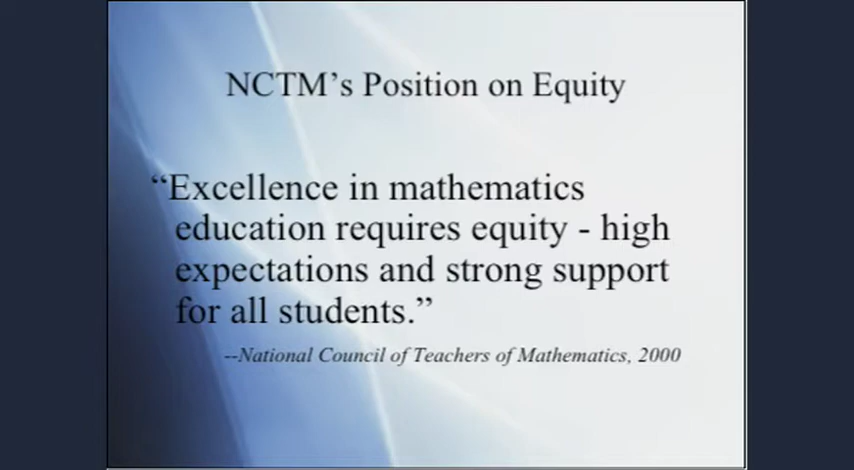 NCTM’s Position on Equity
“Excellence in mathematics
education requires equity - high
expectations and strong support
for all students.”
--National Council of Teachers of Mathematics, 2000